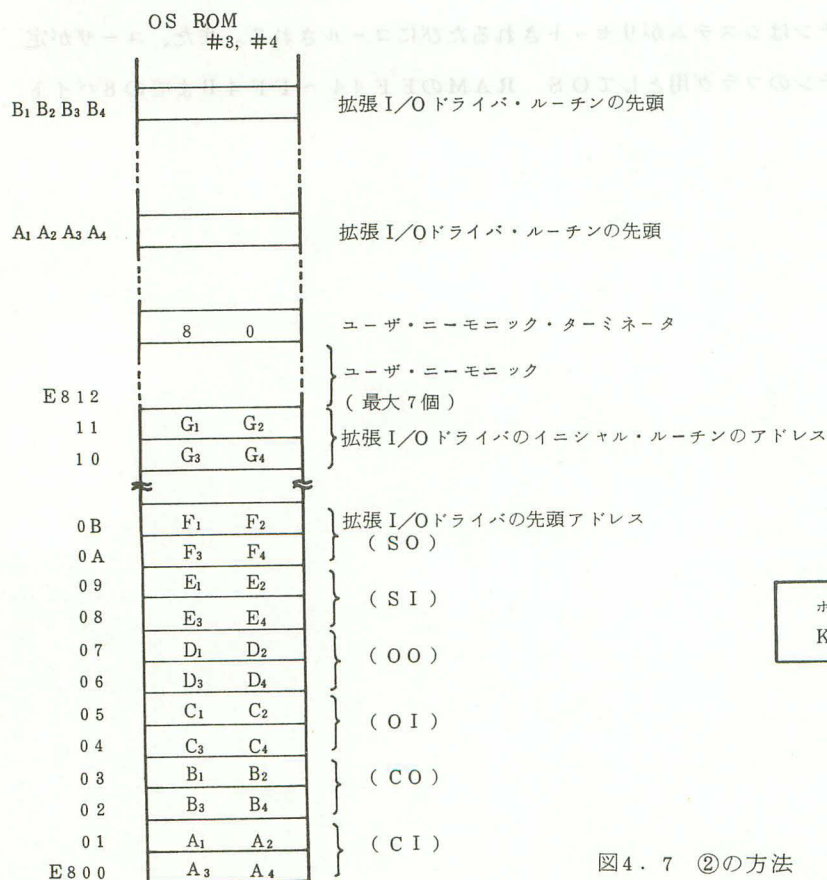 OS ROM
#3, #4
B₁ B₂ B₃ B₄ 拡張 I/O ドライバ・ルーチンの先頭
A₁ A₂ A₃ A₄ 拡張 I/O ドライバ・ルーチンの先頭
8 0 ユーザ・ニーモニック・ターミネータ
ユーザ・ニーモニック
E812 (最大7個)
11 G₁ G₂
拡張 I/O ドライバのイニシャル・ルーチンのアドレス
10 G₃ G₄
0B F₁ F₂ 拡張 I/O ドライバの先頭アドレス
(SO)
0A F₃ F₄
09 E₁ E₂
(SI)
08 E₃ E₄
07 D₁ D₂
(OO)
06 D₃ D₄
05 C₁ C₂
(OI)
04 C₃ C₄
03 B₁ B₂
(CO)
02 B₃ B₄
01 A₁ A₂
(CI)
E800 A₃ A₄
K
図4.7 ②の方法